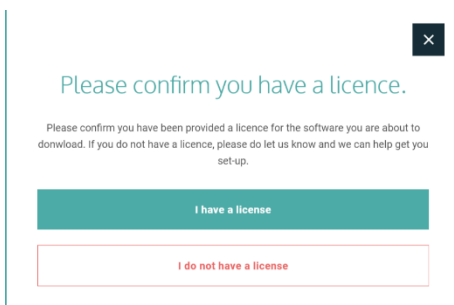 Please confirm you have a licence.
Please confirm you have been provided a licence for the software you are about to
donwload. If you do not have a licence, please do let us know and we can help get you
set-up.
I have a license
I do not have a license